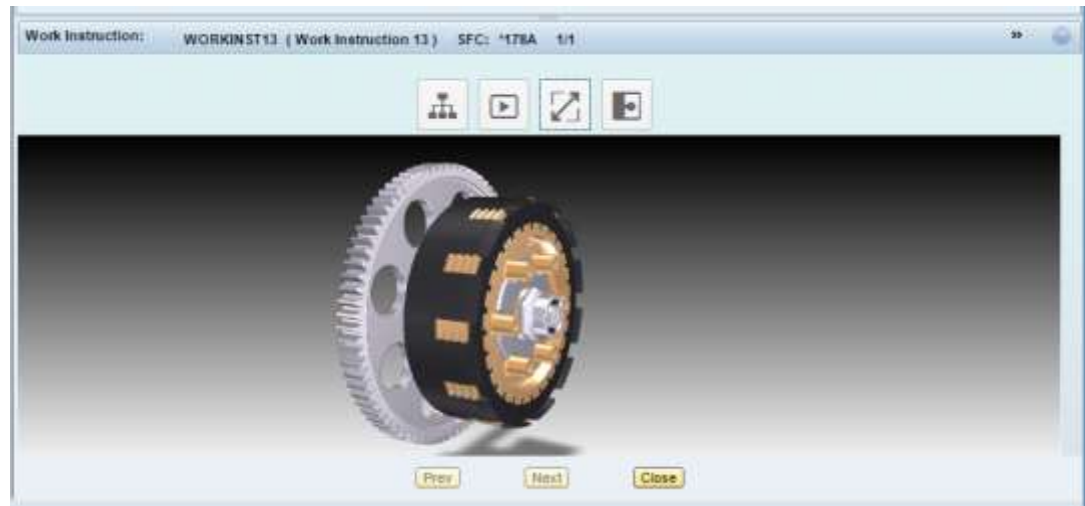 Work Instruction: WORKINST13 ( Work Instruction 13 ) SFC: *178A 1/1 »
Prev Next Close